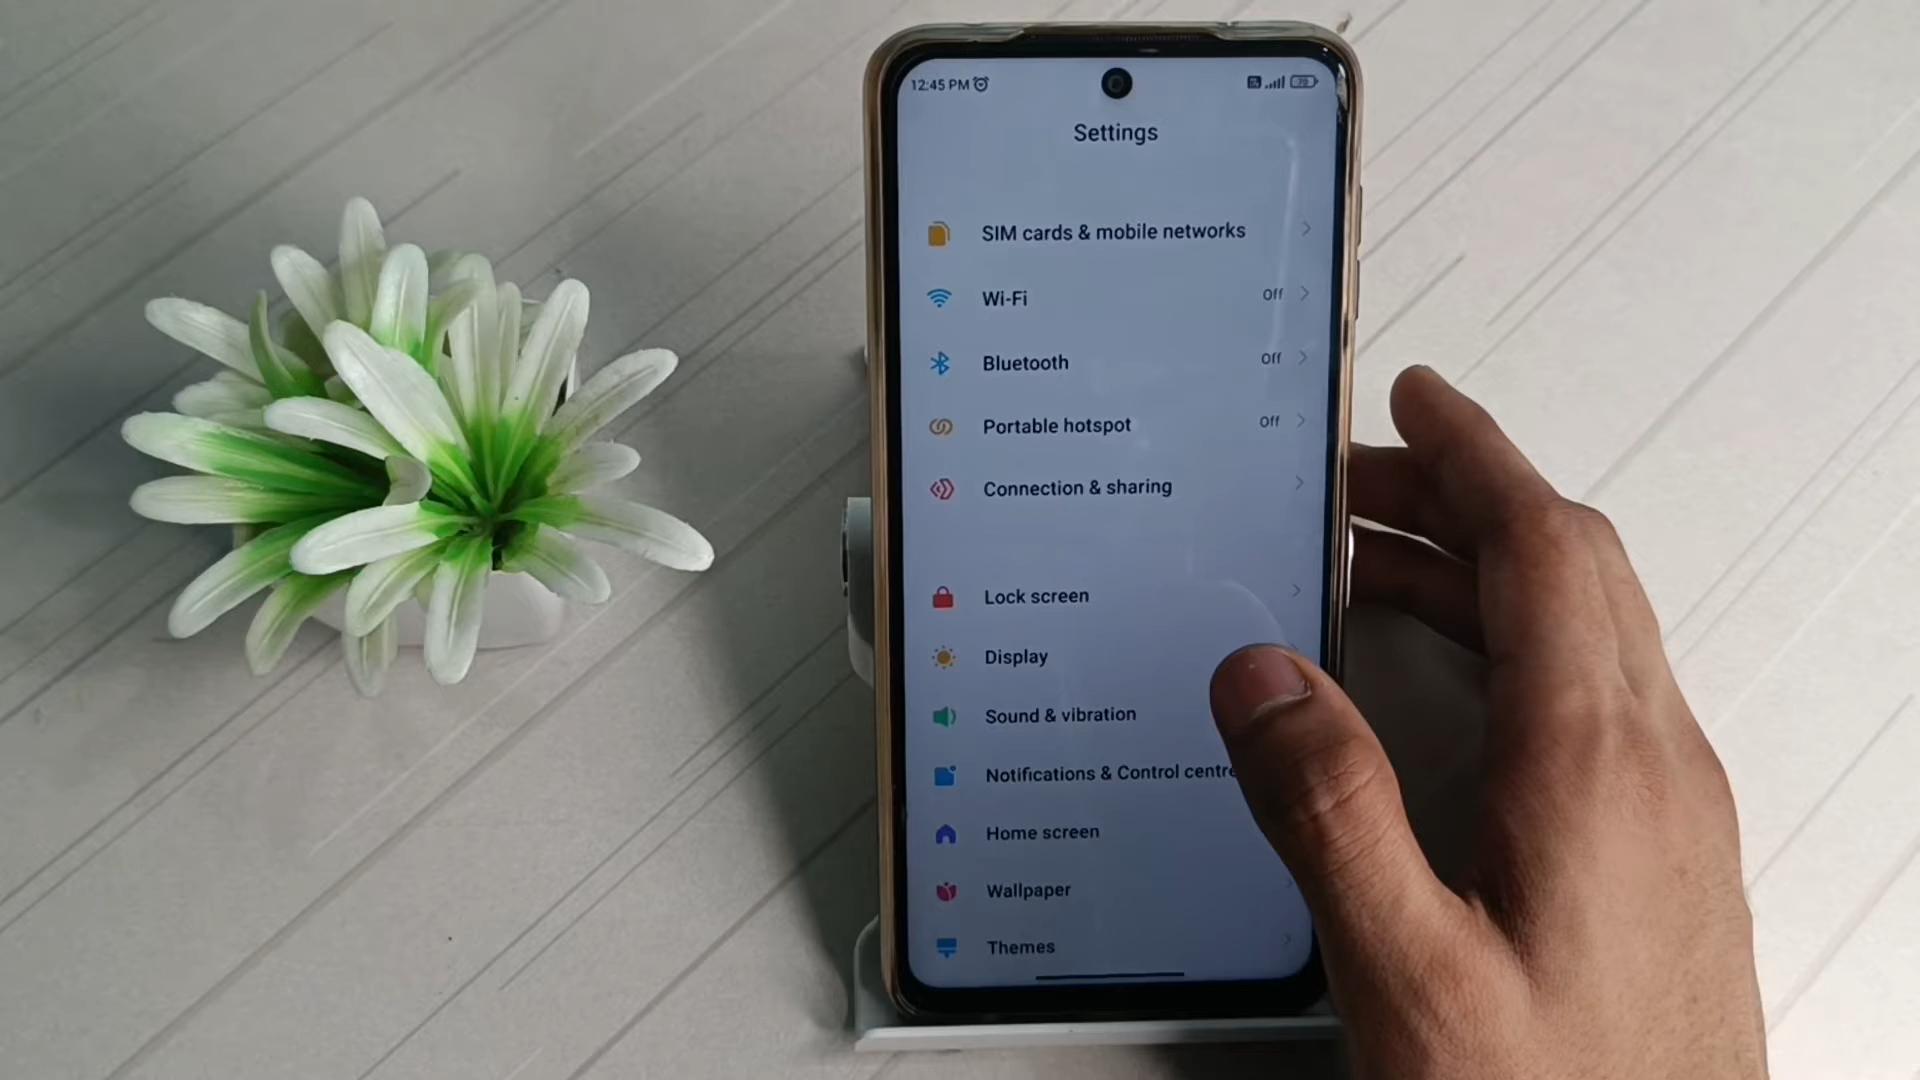 12:45 PM
Settings
SIM cards & mobile networks
Wi-Fi Off
Bluetooth Off
Portable hotspot Off
Connection & sharing
Lock screen
Display
Sound & vibration
Notifications & Control centre
Home screen
Wallpaper
Themes